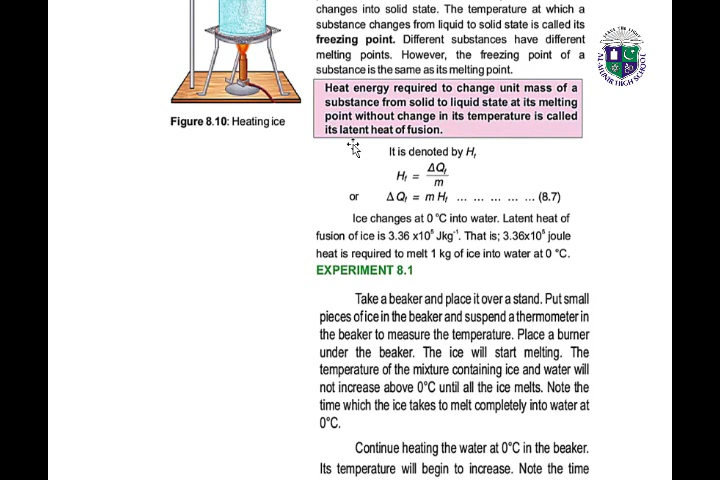 changes into solid state. The temperature at which a
substance changes from liquid to solid state is called its
freezing point. Different substances have different
melting points. However, the freezing point of a
substance is the same as its melting point.
Heat energy required to change unit mass of a
substance from solid to liquid state at its melting
point without change in its temperature is called
its latent heat of fusion.
Figure 8.10: Heating ice
It is denoted by Hf
Hf = ΔQf / m
or ΔQf = m Hf ... ... ... ... ... (8.7)
Ice changes at 0 °C into water. Latent heat of
fusion of ice is 3.36 x10⁵ Jkg⁻¹. That is; 3.36x10⁵ joule
heat is required to melt 1 kg of ice into water at 0 °C.
EXPERIMENT 8.1
Take a beaker and place it over a stand. Put small
pieces of ice in the beaker and suspend a thermometer in
the beaker to measure the temperature. Place a burner
under the beaker. The ice will start melting. The
temperature of the mixture containing ice and water will
not increase above 0°C until all the ice melts. Note the
time which the ice takes to melt completely into water at
0°C.
Continue heating the water at 0°C in the beaker.
Its temperature will begin to increase. Note the time